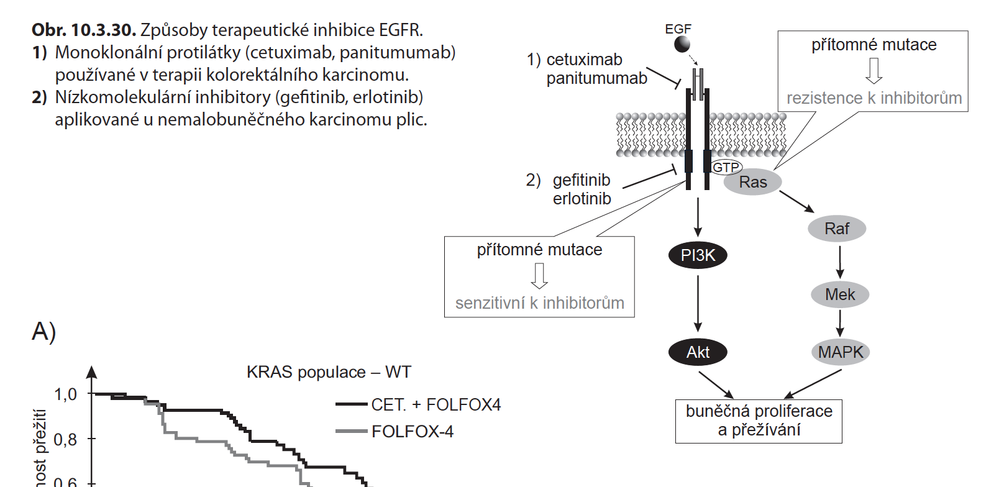 Obr. 10.3.30. Způsoby terapeutické inhibice EGFR.
1) Monoklonální protilátky (cetuximab, panitumumab)
používané v terapii kolorektálního karcinomu.
2) Nízkomolekulární inhibitory (gefitinib, erlotinib)
aplikované u nemalobuněčného karcinomu plic.
EGF
1) cetuximab
panitumumab
přítomné mutace
rezistence k inhibitorům
GTP
Ras
2) gefitinib
erlotinib
Raf
přítomné mutace
senzitivní k inhibitorům
PI3K
Mek
Akt
MAPK
buněčná proliferace
a přežívání
A)
KRAS populace – WT
CET. + FOLFOX4
FOLFOX-4
1,0
0,8
0,6
přežití